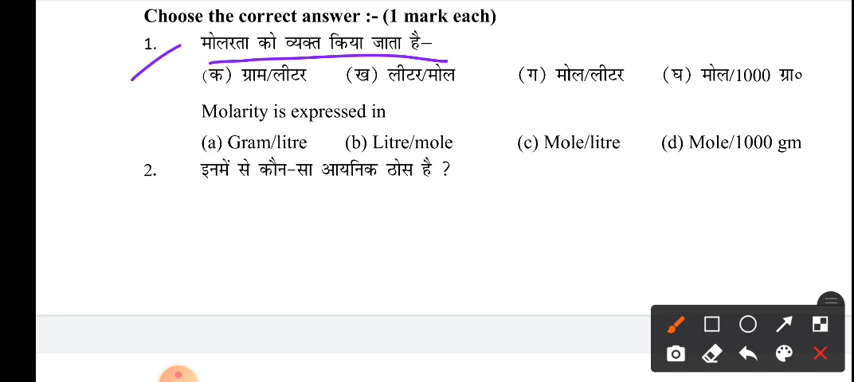 Choose the correct answer :- (1 mark each)
1. मोलरता को व्यक्त किया जाता है–
(क) ग्राम/लीटर (ख) लीटर/मोल (ग) मोल/लीटर (घ) मोल/1000 ग्रा०
Molarity is expressed in
(a) Gram/litre (b) Litre/mole (c) Mole/litre (d) Mole/1000 gm
2. इनमें से कौन-सा आयनिक ठोस है ?